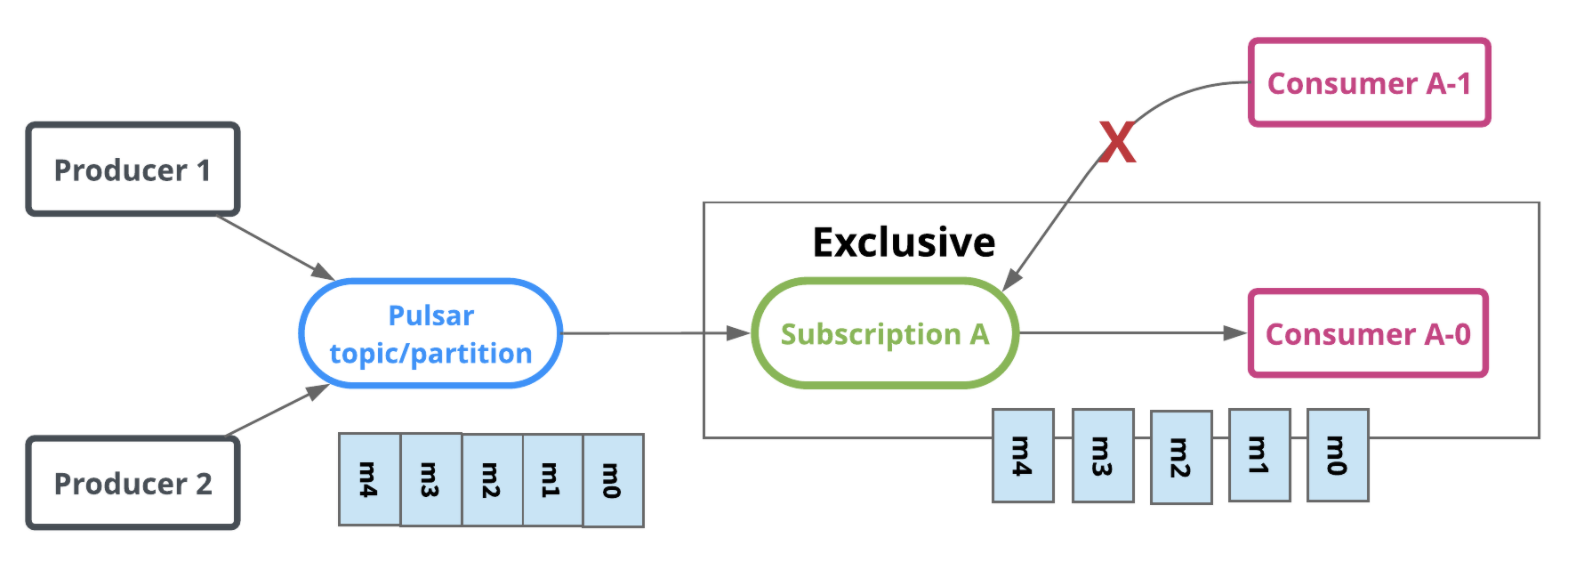 Consumer A-1
X
Producer 1
Exclusive
Pulsar
topic/partition
Subscription A
Consumer A-0
Producer 2
m4
m3
m2
m1
m0
m4
m3
m2
m1
m0